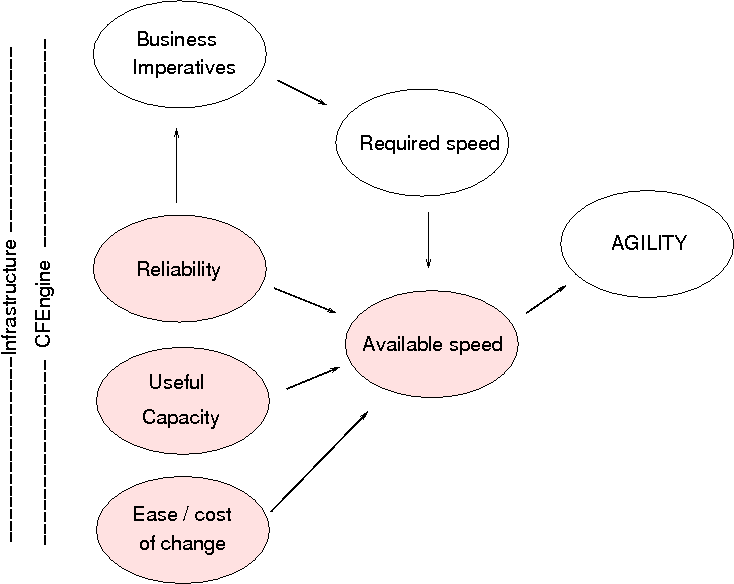 Business
Imperatives
Required speed
AGILITY
Reliability
Available speed
Useful
Capacity
Ease / cost
of change
Infrastructure
CFEngine